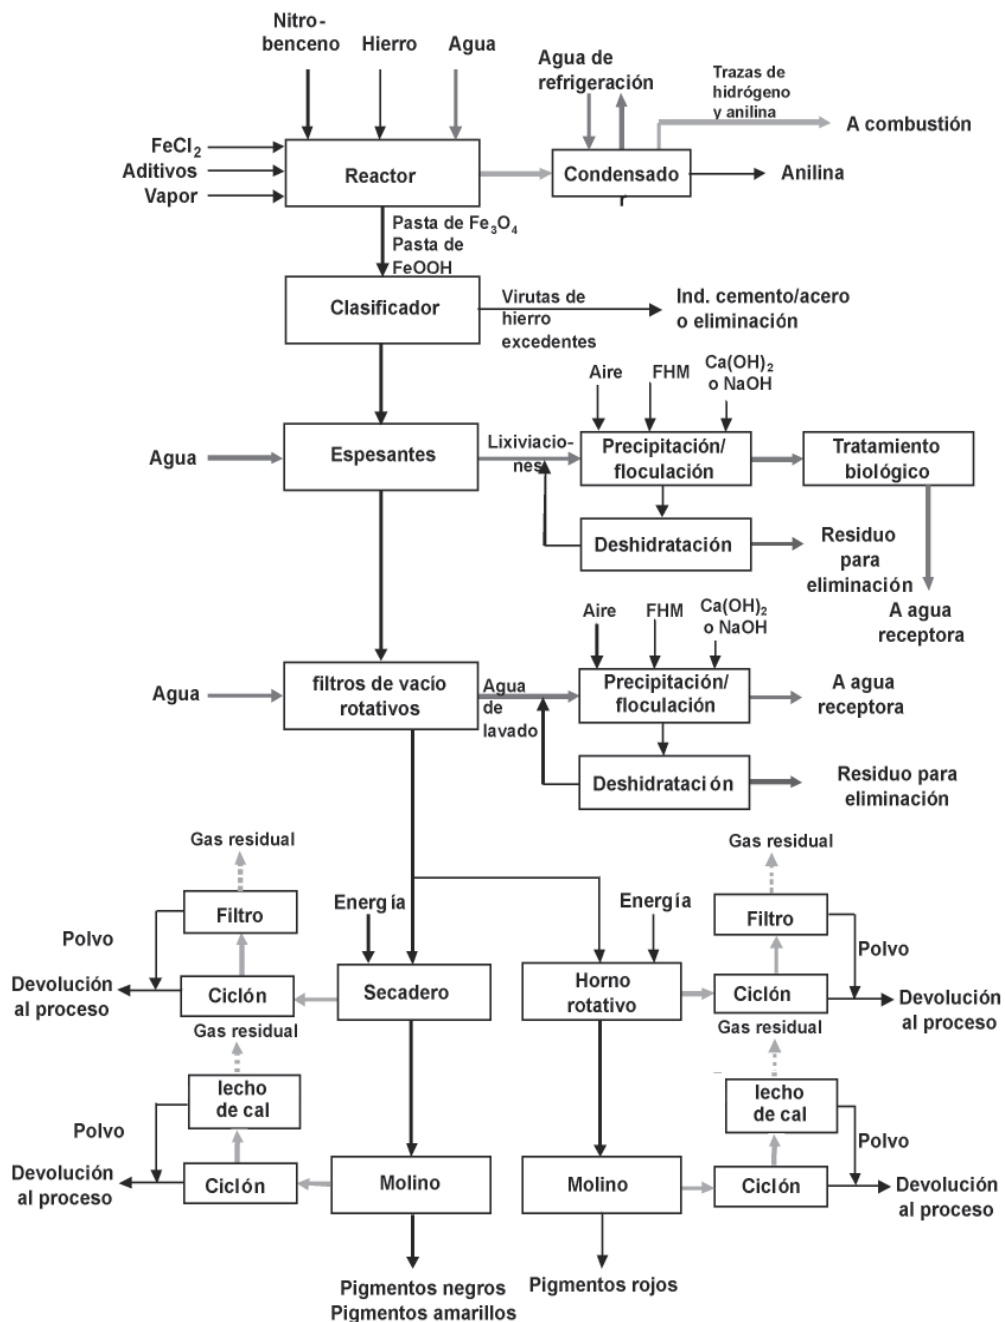 Nitro-
benceno
Hierro
Agua
Agua de
refrigeración
Trazas de
hidrógeno
y anilina
A combustión
FeCl2
Aditivos
Vapor
Reactor
Condensado
r
Anilina
Pasta de Fe3O4
Pasta de
FeOOH
Clasificador
Virutas de
hierro
excedentes
Ind. cemento/acero
o eliminación
Aire
FHM
Ca(OH)2
o NaOH
Agua
Espesantes
Lixiviacio-
nes
Precipitación/
floculación
Tratamiento
biológico
Deshidratación
Residuo
para
eliminación
A agua
receptora
Aire
FHM
Ca(OH)2
o NaOH
Agua
filtros de vacío
rotativos
Agua
de
lavado
Precipitación/
floculación
A agua
receptora
Deshidratación
Residuo para
eliminación
Gas residual
Filtro
Polvo
Devolución
al proceso
Ciclón
Energía
Secadero
Energía
Horno
rotativo
Gas residual
Filtro
Polvo
Ciclón
Devolución
al proceso
Gas residual
lecho
de cal
Polvo
Devolución
al proceso
Ciclón
Molino
Molino
Gas residual
lecho
de cal
Polvo
Ciclón
Devolución
al proceso
Pigmentos negros
Pigmentos amarillos
Pigmentos rojos